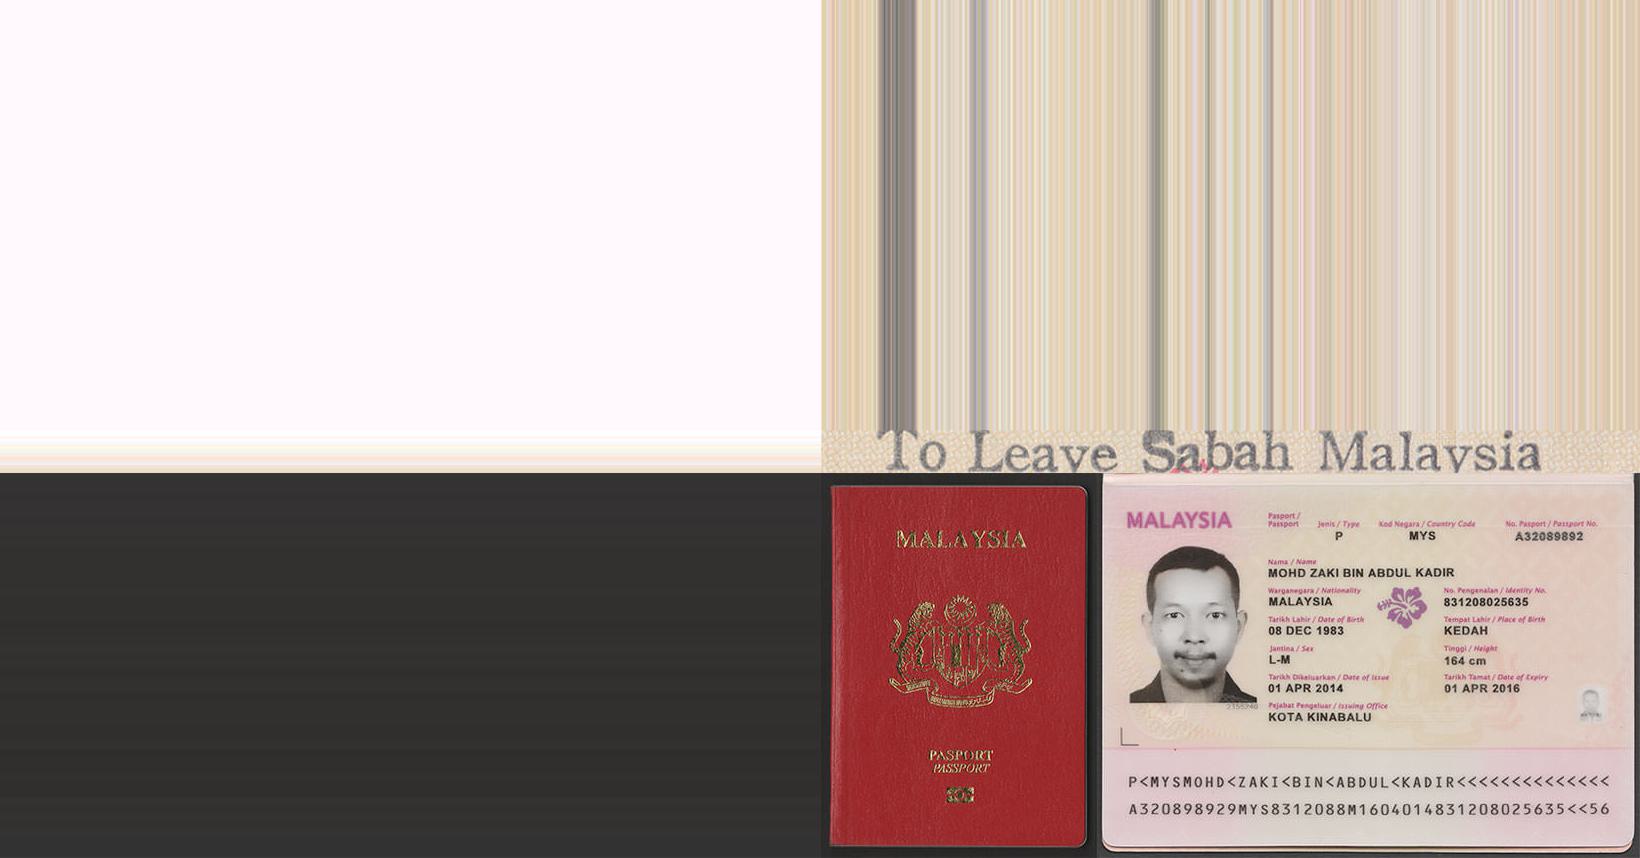 To Leave Sabah Malaysia
MALAYSIA
PASPORT
PASSPORT
MALAYSIA
Pasport / Passport
Jenis / Type
Kod Negara / Country Code
No. Pasport / Passport No.
P
MYS
A32089892
Nama / Name
MOHD ZAKI BIN ABDUL KADIR
Warganegara / Nationality
No. Pengenalan / Identity No.
MALAYSIA
831208025635
Tarikh Lahir / Date of Birth
Tempat Lahir / Place of Birth
08 DEC 1983
KEDAH
Jantina / Sex
Tinggi / Height
L-M
164 cm
Tarikh Dikeluarkan / Date of Issue
Tarikh Tamat / Date of Expiry
01 APR 2014
01 APR 2016
Pejabat Pengeluar / Issuing Office
KOTA KINABALU
P<MYSMOHD<ZAKI<BIN<ABDUL<KADIR<<<<<<<<<<<<<<
A320898929MYS8312088M1604014831208025635<<56